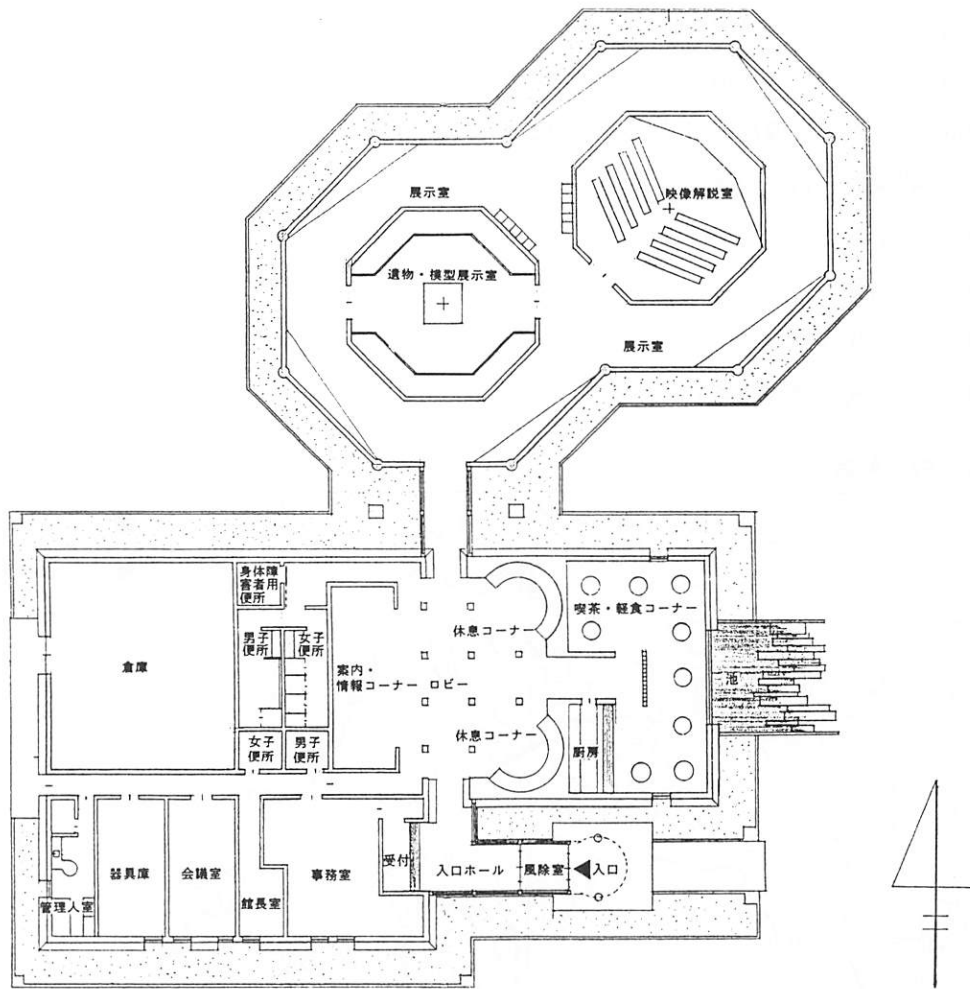 展示室
映像解説室
遺物・模型展示室
展示室
身体障
害者用
便所
喫茶・軽食コーナー
男子
便所
女子
便所
休息コーナー
倉庫
案内・
情報コーナー
ロビー
池
女子
便所
男子
便所
休息コーナー
厨房
受付
器具庫
会議室
事務室
入口ホール
風除室
入口
管理人室
館長室